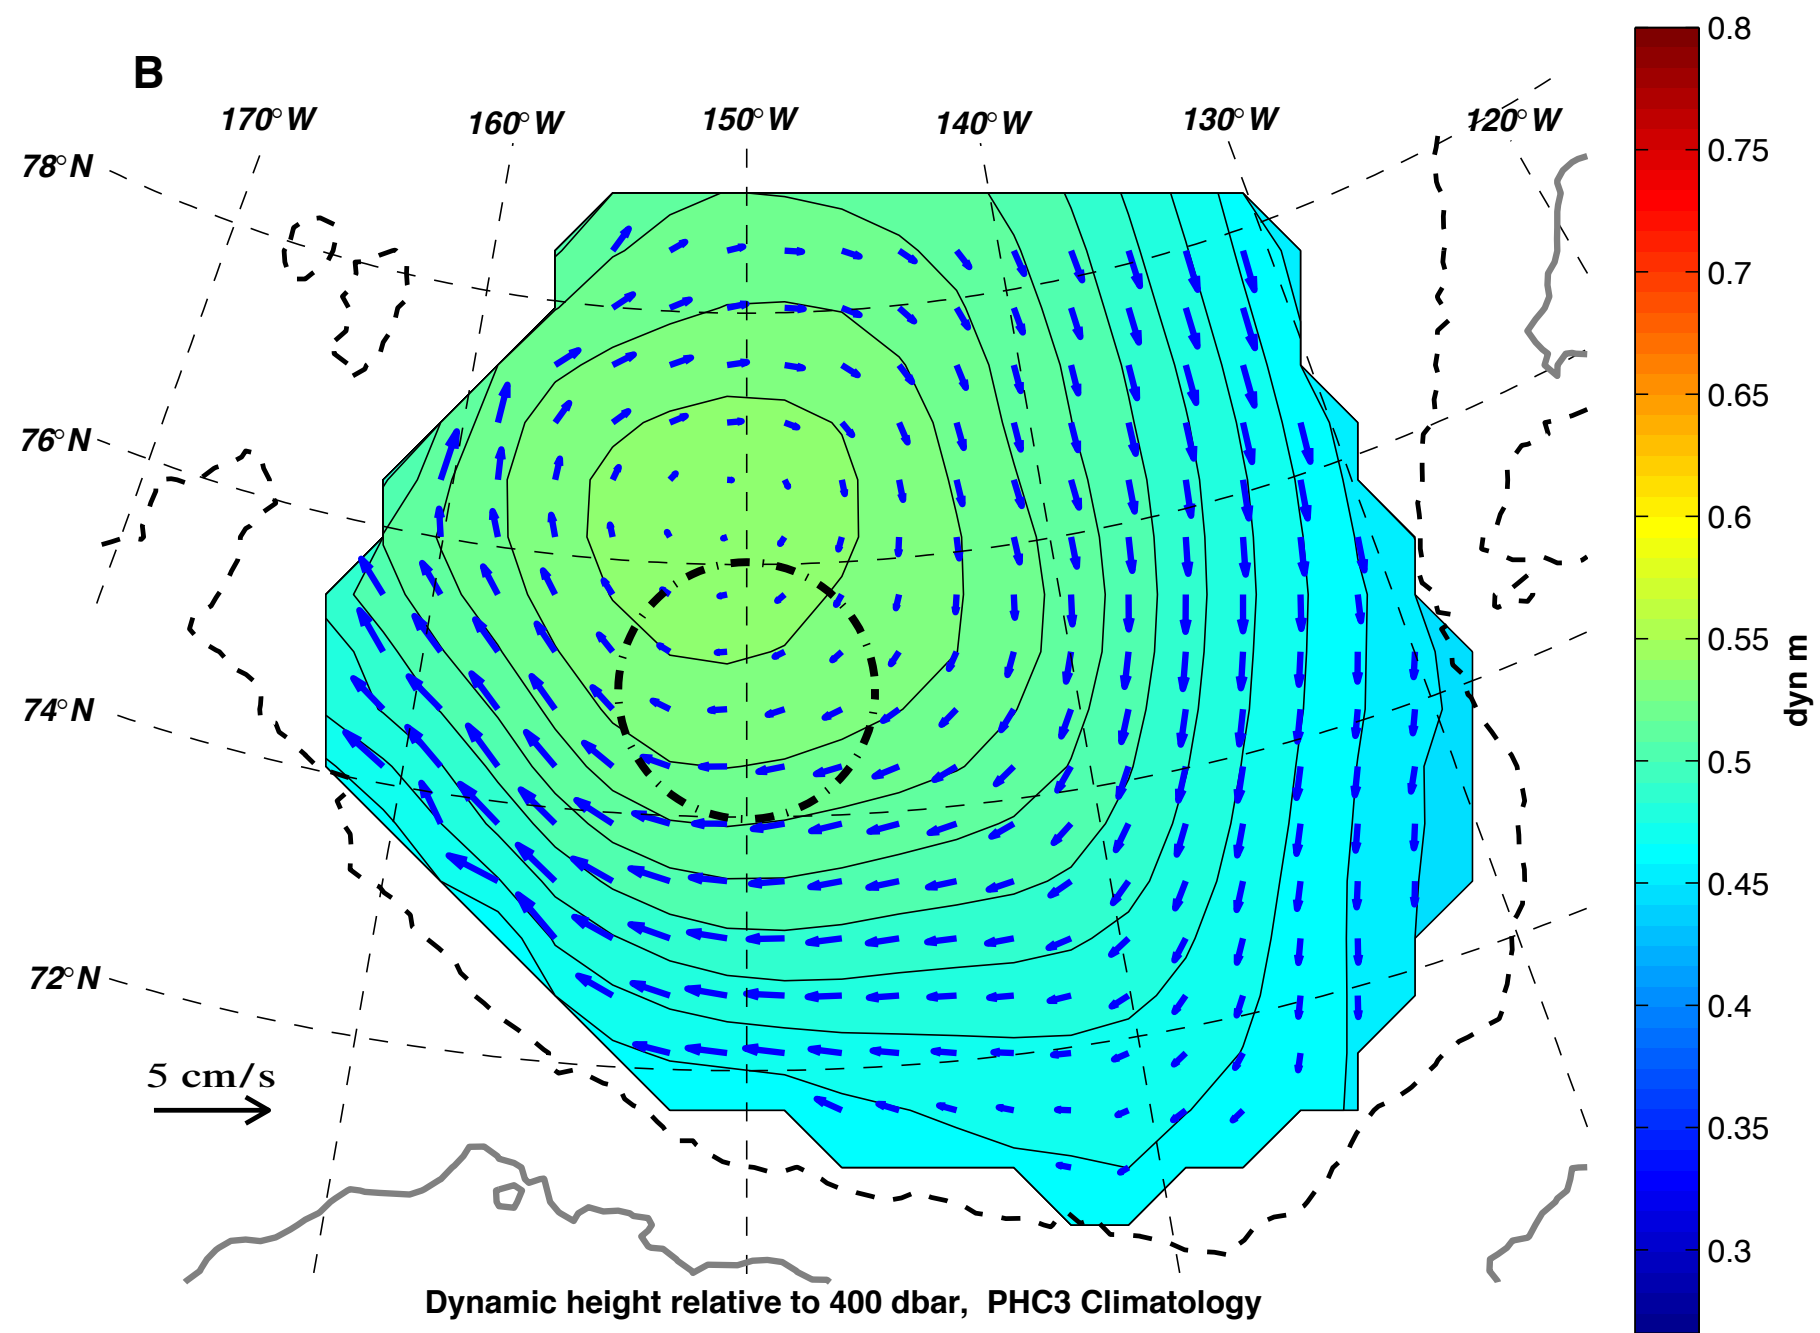 B
170°W 160°W 150°W 140°W 130°W 120°W
78°N
76°N
74°N
72°N
5 cm/s
0.8
0.75
0.7
0.65
0.6
0.55
0.5
0.45
0.4
0.35
0.3
dyn m
Dynamic height relative to 400 dbar, PHC3 Climatology